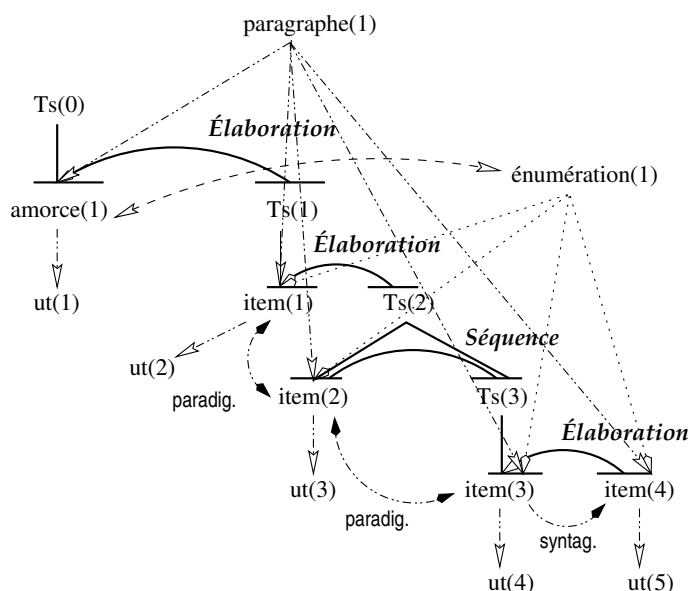 paragraphe(1)
Ts(0)
Élaboration
énumération(1)
amorce(1)
Ts(1)
Élaboration
ut(1)
item(1)
Ts(2)
Séquence
ut(2)
paradig.
item(2)
Ts(3)
Élaboration
ut(3)
item(3)
item(4)
paradig.
syntag.
ut(4)
ut(5)